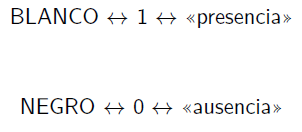 BLANCO ↔ 1 ↔ «presencia»
NEGRO ↔ 0 ↔ «ausencia»